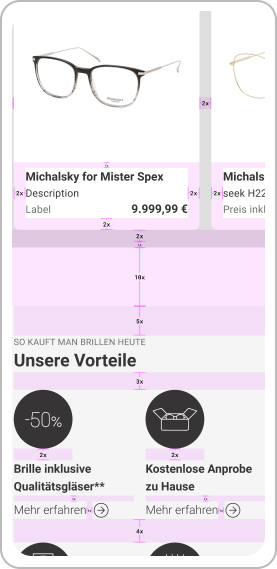 2x
2x
Michalsky for Mister Spex
Michals
2x
Description
2x
2x
seek H22
Label
9.999,99 €
Preis inkl
2x
2x
10x
5x
SO KAUFT MAN BRILLEN HEUTE
Unsere Vorteile
3x
-50%
2x
2x
Brille inklusive
Qualitätsgläser**
Kostenlose Anprobe
zu Hause
Mehr erfahren
Mehr erfahren
4x